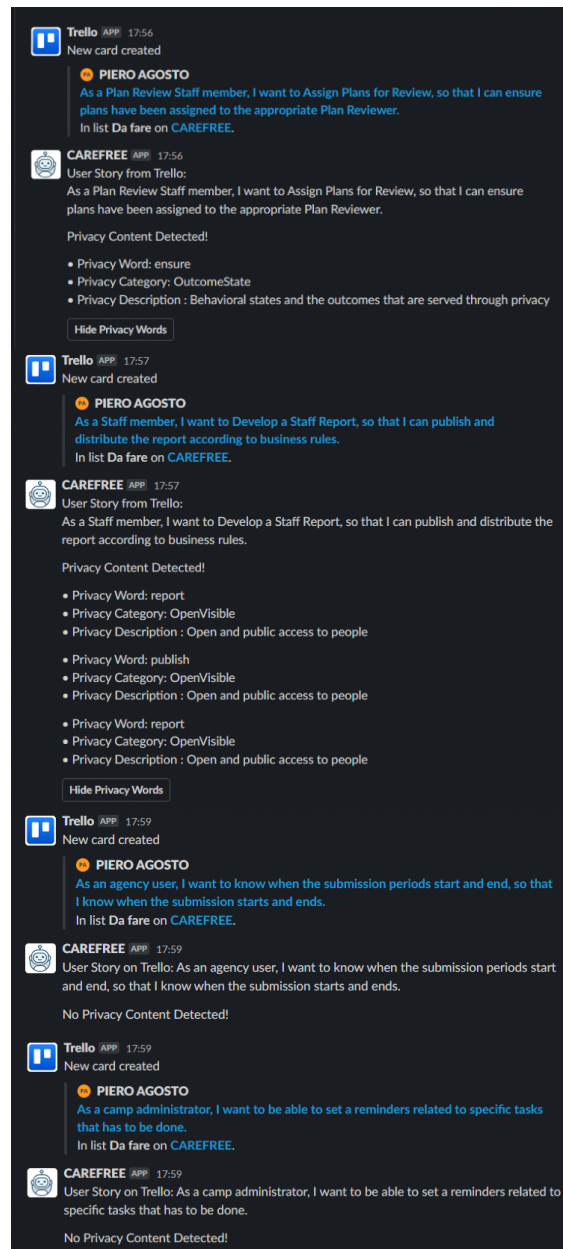 Trello APP 17:56
New card created
PA PIERO AGOSTO
As a Plan Review Staff member, I want to Assign Plans for Review, so that I can ensure
plans have been assigned to the appropriate Plan Reviewer.
In list Da fare on CAREFREE.
CAREFREE APP 17:56
User Story from Trello:
As a Plan Review Staff member, I want to Assign Plans for Review, so that I can ensure
plans have been assigned to the appropriate Plan Reviewer.
Privacy Content Detected!
• Privacy Word: ensure
• Privacy Category: OutcomeState
• Privacy Description : Behavioral states and the outcomes that are served through privacy
Hide Privacy Words
Trello APP 17:57
New card created
PA PIERO AGOSTO
As a Staff member, I want to Develop a Staff Report, so that I can publish and
distribute the report according to business rules.
In list Da fare on CAREFREE.
CAREFREE APP 17:57
User Story from Trello:
As a Staff member, I want to Develop a Staff Report, so that I can publish and distribute the
report according to business rules.
Privacy Content Detected!
• Privacy Word: report
• Privacy Category: OpenVisible
• Privacy Description : Open and public access to people
• Privacy Word: publish
• Privacy Category: OpenVisible
• Privacy Description : Open and public access to people
• Privacy Word: report
• Privacy Category: OpenVisible
• Privacy Description : Open and public access to people
Hide Privacy Words
Trello APP 17:59
New card created
PA PIERO AGOSTO
As an agency user, I want to know when the submission periods start and end, so that
I know when the submission starts and ends.
In list Da fare on CAREFREE.
CAREFREE APP 17:59
User Story on Trello: As an agency user, I want to know when the submission periods start
and end, so that I know when the submission starts and ends.
No Privacy Content Detected!
Trello APP 17:59
New card created
PA PIERO AGOSTO
As a camp administrator, I want to be able to set a reminders related to specific tasks
that has to be done.
In list Da fare on CAREFREE.
CAREFREE APP 17:59
User Story on Trello: As a camp administrator, I want to be able to set a reminders related to
specific tasks that has to be done.
No Privacy Content Detected!